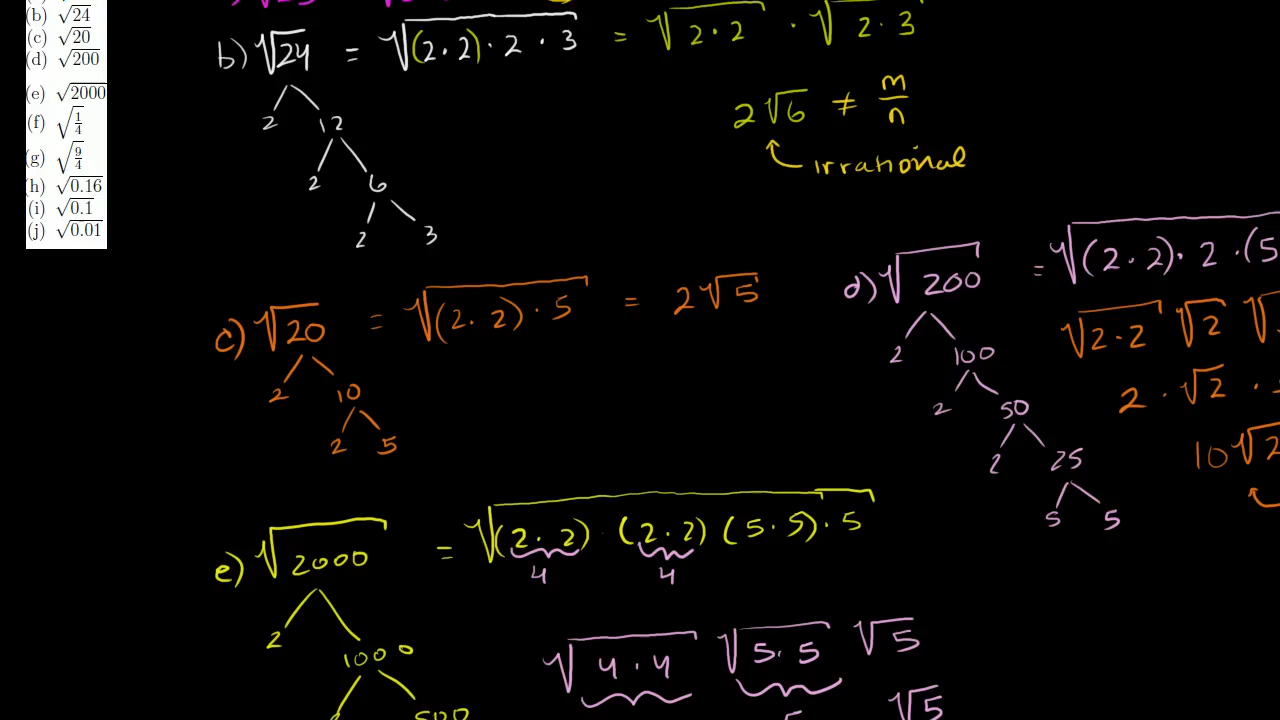 (b) √24
(c) √20
(d) √200
(e) √2000
(f) √(1/4)
(g) √(9/4)
(h) √0.16
(i) √0.1
(j) √0.01
b) √24 = √((2·2)·2·3) = √(2·2) · √(2·3)
2 12
2 6
2 3
2√6 ≠ m/n
irrational
c) √20 = √((2·2)·5) = 2√5
2 10
2 5
d) √200 = √((2·2)·2·(5
2 100
2 50
2 25
5 5
√(2·2) √2 √
2 · √2 ·
10√2
e) √2000 = √((2·2)(2·2)(5·5)·5)
4 4
2 1000
500
√(4·4) √(5·5) √5
5 √5